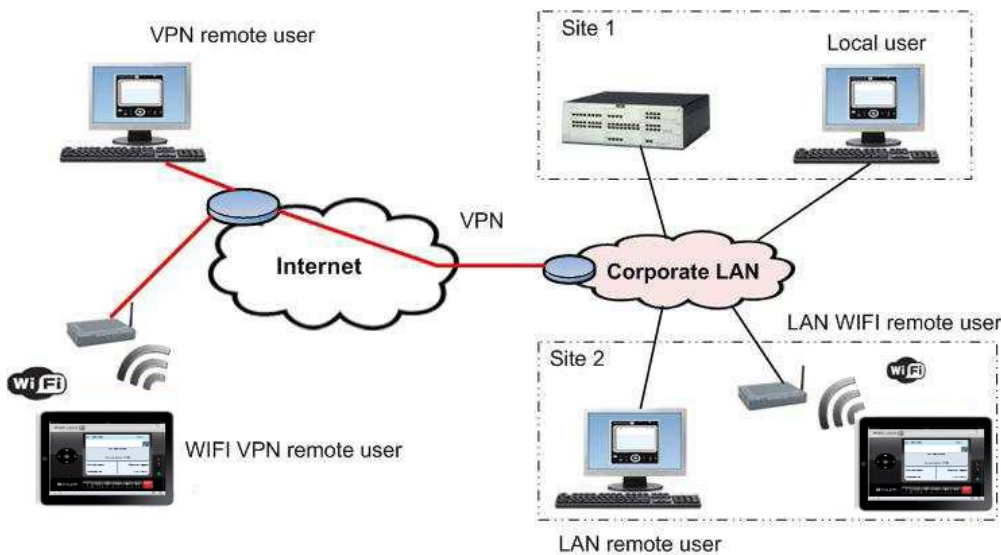 VPN remote user
Site 1
Local user
VPN
Internet
Corporate LAN
LAN WIFI remote user
Site 2
WiFi
WiFi
WIFI VPN remote user
LAN remote user